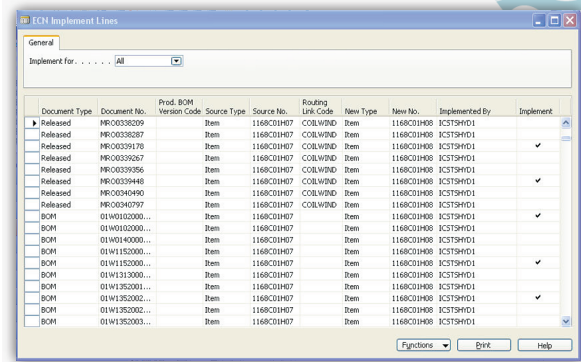 ECN Implement Lines
General
Implement for. . . . . . All
Prod. BOM Routing
Document Type Document No. Version Code Source Type Source No. Link Code New Type New No. Implemented By Implement
Released MRO0338209 Item 1168C01H07 COILWIND Item 1168C01H08 ICSTSHYD1
Released MRO0338287 Item 1168C01H07 COILWIND Item 1168C01H08 ICSTSHYD1
Released MRO0339178 Item 1168C01H07 COILWIND Item 1168C01H08 ICSTSHYD1 ✔
Released MRO0339267 Item 1168C01H07 COILWIND Item 1168C01H08 ICSTSHYD1
Released MRO0339356 Item 1168C01H07 COILWIND Item 1168C01H08 ICSTSHYD1
Released MRO0339448 Item 1168C01H07 COILWIND Item 1168C01H08 ICSTSHYD1 ✔
Released MRO0340490 Item 1168C01H07 COILWIND Item 1168C01H08 ICSTSHYD1
Released MRO0340797 Item 1168C01H07 COILWIND Item 1168C01H08 ICSTSHYD1
BOM 01W0102000... Item 1168C01H07 Item 1168C01H08 ICSTSHYD1 ✔
BOM 01W0102000... Item 1168C01H07 Item 1168C01H08 ICSTSHYD1
BOM 01W0140000... Item 1168C01H07 Item 1168C01H08 ICSTSHYD1
BOM 01W1152000... Item 1168C01H07 Item 1168C01H08 ICSTSHYD1
BOM 01W1152000... Item 1168C01H07 Item 1168C01H08 ICSTSHYD1 ✔
BOM 01W1313000... Item 1168C01H07 Item 1168C01H08 ICSTSHYD1
BOM 01W1352001... Item 1168C01H07 Item 1168C01H08 ICSTSHYD1
BOM 01W1352002... Item 1168C01H07 Item 1168C01H08 ICSTSHYD1 ✔
BOM 01W1352002... Item 1168C01H07 Item 1168C01H08 ICSTSHYD1
BOM 01W1352003... Item 1168C01H07 Item 1168C01H08 ICSTSHYD1
Functions Print Help